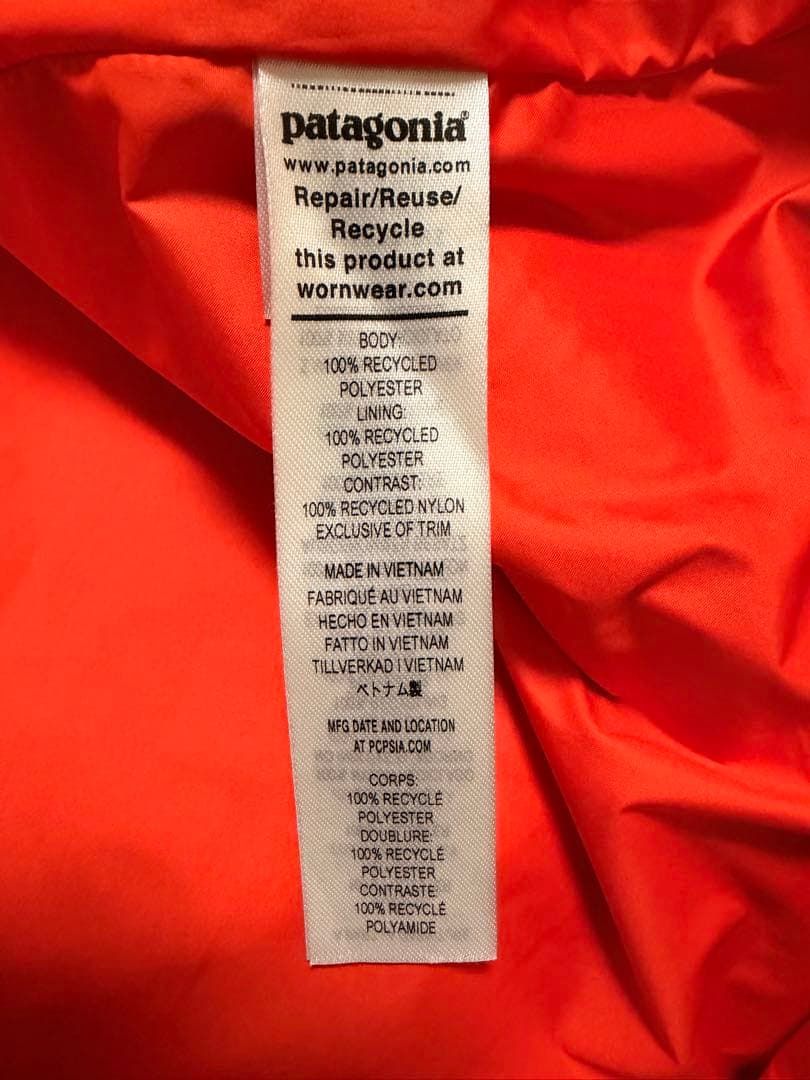 patagonia®
www.patagonia.com
Repair/Reuse/
Recycle
this product at
wornwear.com
BODY:
100% RECYCLED
POLYESTER
LINING:
100% RECYCLED
POLYESTER
CONTRAST:
100% RECYCLED NYLON
EXCLUSIVE OF TRIM
MADE IN VIETNAM
FABRIQUÉ AU VIETNAM
HECHO EN VIETNAM
FATTO IN VIETNAM
TILLVERKAD I VIETNAM
ベトナム製
MFG DATE AND LOCATION
AT PCPSIA.COM
CORPS:
100% RECYCLÉ
POLYESTER
DOUBLURE:
100% RECYCLÉ
POLYESTER
CONTRASTE:
100% RECYCLÉ
POLYAMIDE